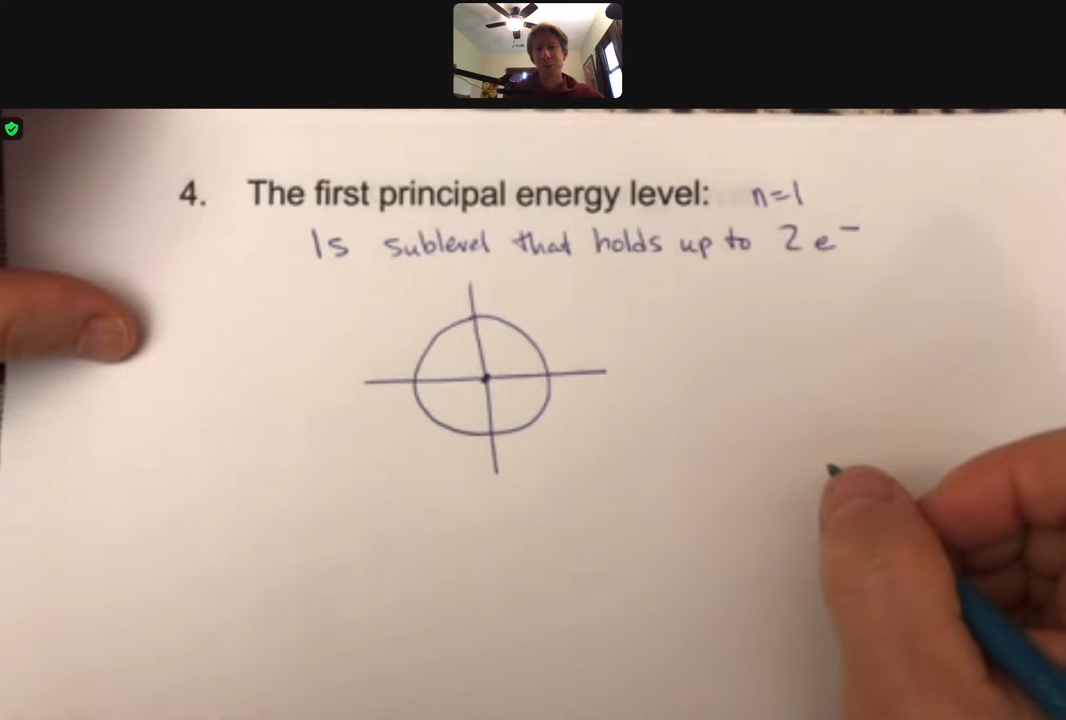 4. The first principal energy level: n=1
1s sublevel that holds up to 2 e⁻